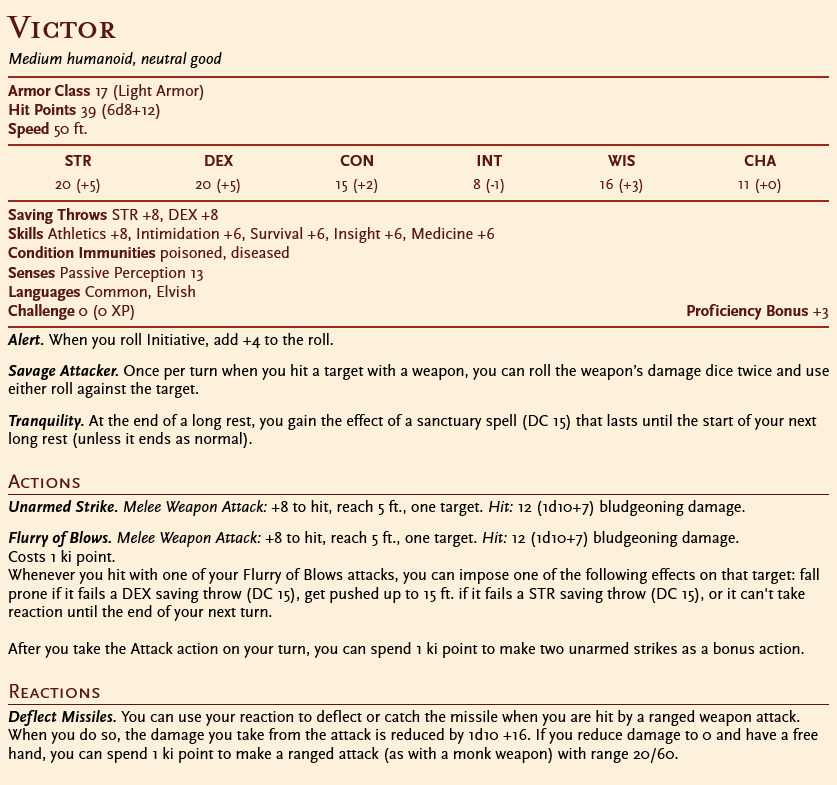 Victor
Medium humanoid, neutral good
Armor Class 17 (Light Armor)
Hit Points 39 (6d8+12)
Speed 50 ft.
STR DEX CON INT WIS CHA
20 (+5) 20 (+5) 15 (+2) 8 (-1) 16 (+3) 11 (+0)
Saving Throws STR +8, DEX +8
Skills Athletics +8, Intimidation +6, Survival +6, Insight +6, Medicine +6
Condition Immunities poisoned, diseased
Senses Passive Perception 13
Languages Common, Elvish
Challenge 0 (0 XP) Proficiency Bonus +3
Alert. When you roll Initiative, add +4 to the roll.
Savage Attacker. Once per turn when you hit a target with a weapon, you can roll the weapon's damage dice twice and use
either roll against the target.
Tranquility. At the end of a long rest, you gain the effect of a sanctuary spell (DC 15) that lasts until the start of your next
long rest (unless it ends as normal).
Actions
Unarmed Strike. Melee Weapon Attack: +8 to hit, reach 5 ft., one target. Hit: 12 (1d10+7) bludgeoning damage.
Flurry of Blows. Melee Weapon Attack: +8 to hit, reach 5 ft., one target. Hit: 12 (1d10+7) bludgeoning damage.
Costs 1 ki point.
Whenever you hit with one of your Flurry of Blows attacks, you can impose one of the following effects on that target: fall
prone if it fails a DEX saving throw (DC 15), get pushed up to 15 ft. if it fails a STR saving throw (DC 15), or it can't take
reaction until the end of your next turn.
After you take the Attack action on your turn, you can spend 1 ki point to make two unarmed strikes as a bonus action.
Reactions
Deflect Missiles. You can use your reaction to deflect or catch the missile when you are hit by a ranged weapon attack.
When you do so, the damage you take from the attack is reduced by 1d10 +16. If you reduce damage to 0 and have a free
hand, you can spend 1 ki point to make a ranged attack (as with a monk weapon) with range 20/60.